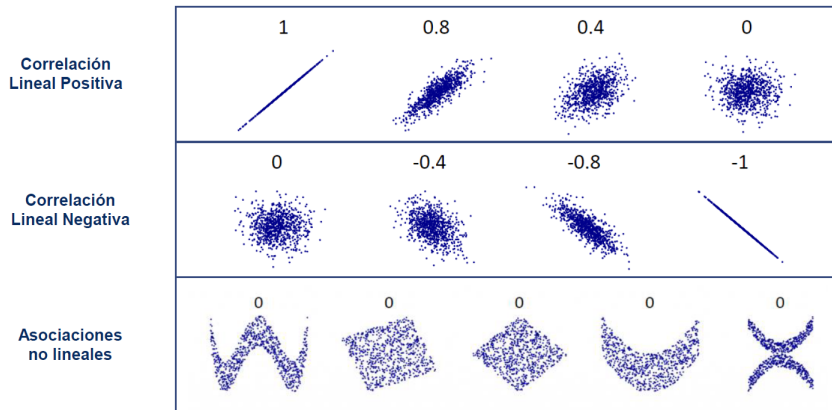 1 0.8 0.4 0
Correlación
Lineal Positiva
0 -0.4 -0.8 -1
Correlación
Lineal Negativa
0 0 0 0 0
Asociaciones
no lineales